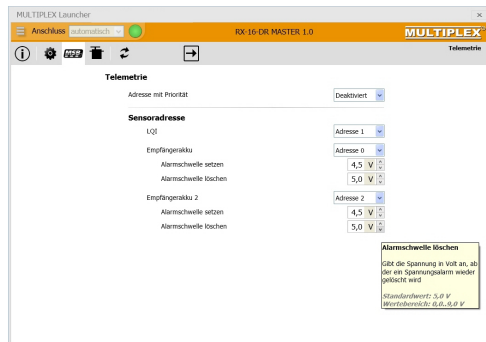 MULTIPLEX Launcher
Anschluss automatisch RX-16-DR MASTER 1.0 MULTIPLEX
Telemetrie
Telemetrie
Adresse mit Priorität Deaktiviert
Sensoradresse
LQI Adresse 1
Empfängerakku Adresse 0
Alarmschwelle setzen 4,5 V
Alarmschwelle löschen 5,0 V
Empfängerakku 2 Adresse 2
Alarmschwelle setzen 4,5 V
Alarmschwelle löschen 5,0 V
Alarmschwelle löschen
Gibt die Spannung in Volt an, ab
der ein Spannungsalarm wieder
gelöscht wird
Standardwert: 5,0 V
Wertebereich: 0,0..9,0 V